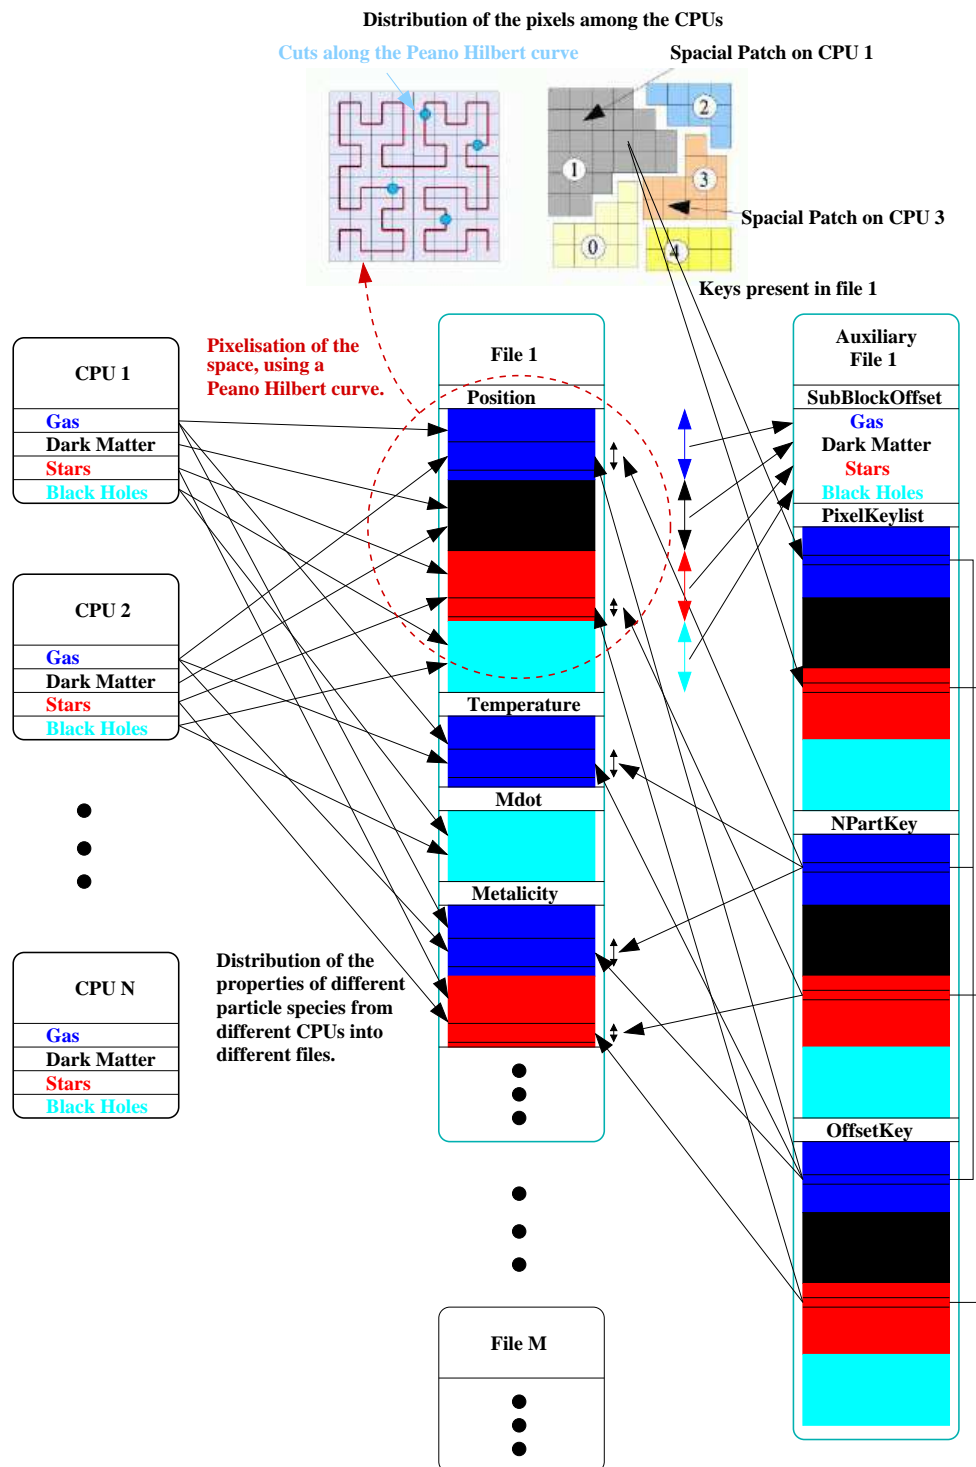 Distribution of the pixels among the CPUs
Cuts along the Peano Hilbert curve
Spacial Patch on CPU 1
2
1
3
Spacial Patch on CPU 3
0
4
Keys present in file 1
Pixelisation of the
space, using a
Peano Hilbert curve.
CPU 1
Gas
Dark Matter
Stars
Black Holes
CPU 2
Gas
Dark Matter
Stars
Black Holes
CPU N
Gas
Dark Matter
Stars
Black Holes
Distribution of the
properties of different
particle species from
different CPUs into
different files.
File 1
Position
Temperature
Mdot
Metalicity
File M
Auxiliary
File 1
SubBlockOffset
Gas
Dark Matter
Stars
Black Holes
PixelKeylist
NPartKey
OffsetKey